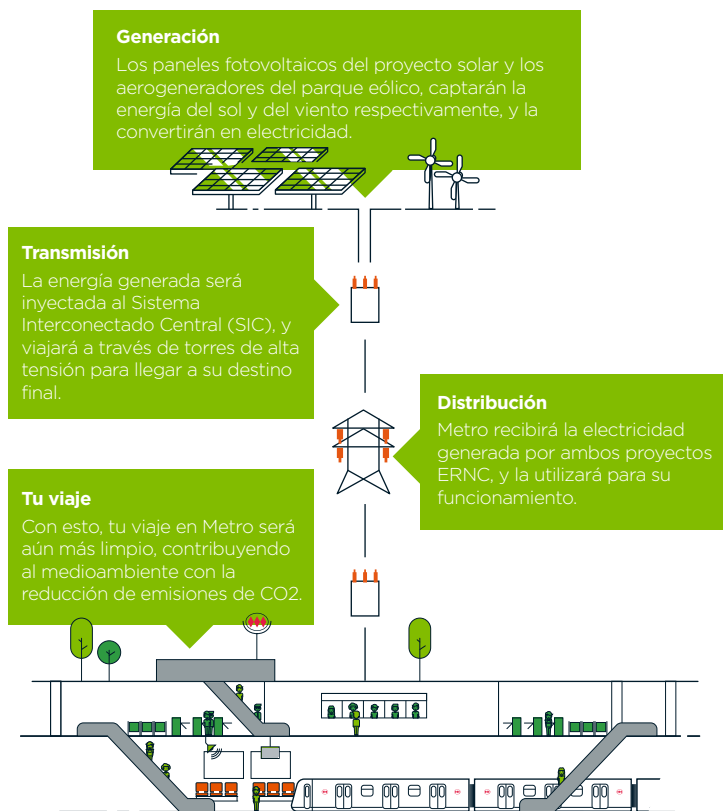 Generación
Los paneles fotovoltaicos del proyecto solar y los
aerogeneradores del parque eólico, captarán la
energía del sol y del viento respectivamente, y la
convertirán en electricidad.
Transmisión
La energía generada será
inyectada al Sistema
Interconectado Central (SIC), y
viajará a través de torres de alta
tensión para llegar a su destino
final.
Distribución
Metro recibirá la electricidad
generada por ambos proyectos
ERNC, y la utilizará para su
funcionamiento.
Tu viaje
Con esto, tu viaje en Metro será
aún más limpio, contribuyendo
al medioambiente con la
reducción de emisiones de CO2.